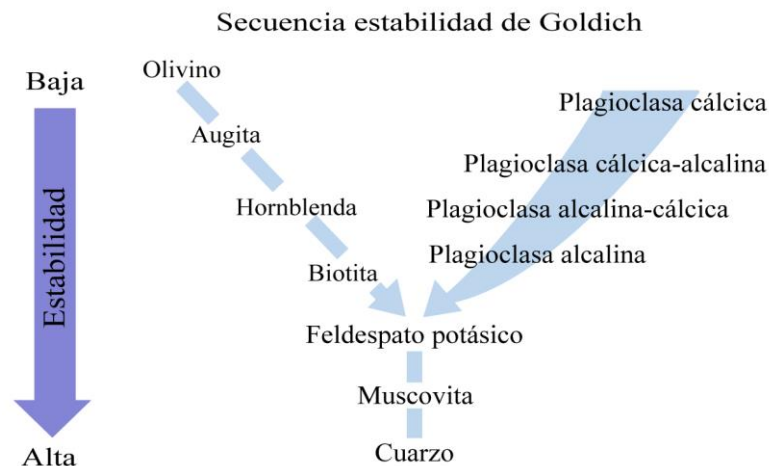 Secuencia estabilidad de Goldich
Baja
Estabilidad
Alta
Olivino
Augita
Hornblenda
Biotita
Plagioclasa cálcica
Plagioclasa cálcica-alcalina
Plagioclasa alcalina-cálcica
Plagioclasa alcalina
Feldespato potásico
Muscovita
Cuarzo